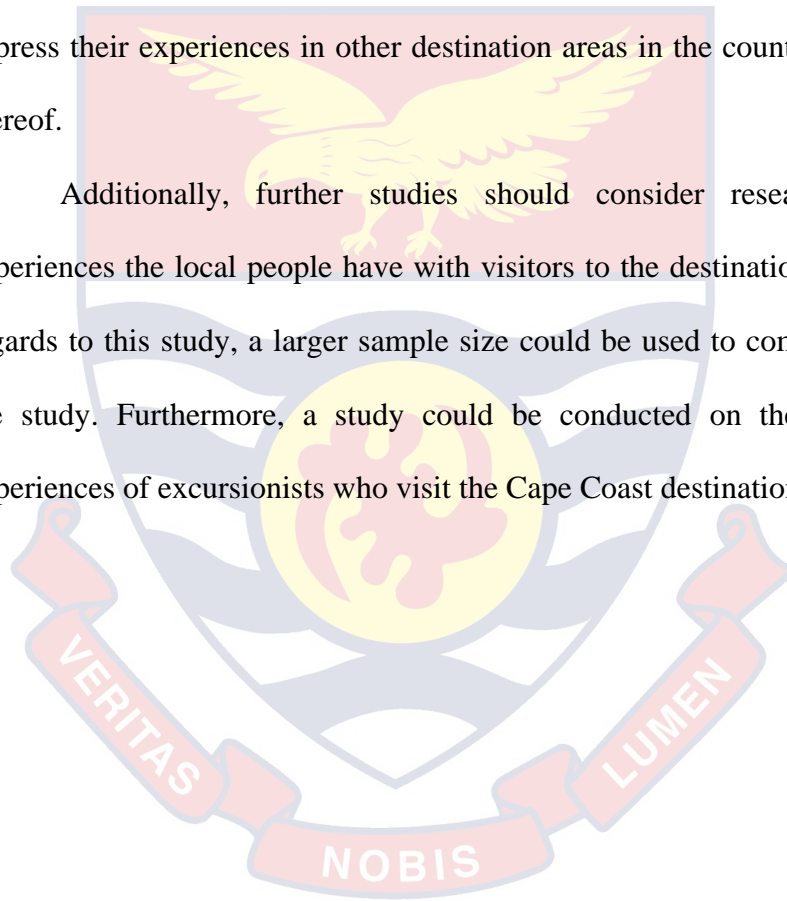 press their experiences in other destination areas in the count
ereof.
Additionally, further studies should consider resea
periences the local people have with visitors to the destinatio
gards to this study, a larger sample size could be used to con
e study. Furthermore, a study could be conducted on the
periences of excursionists who visit the Cape Coast destination
VERITAS
NOBIS
LUMEN